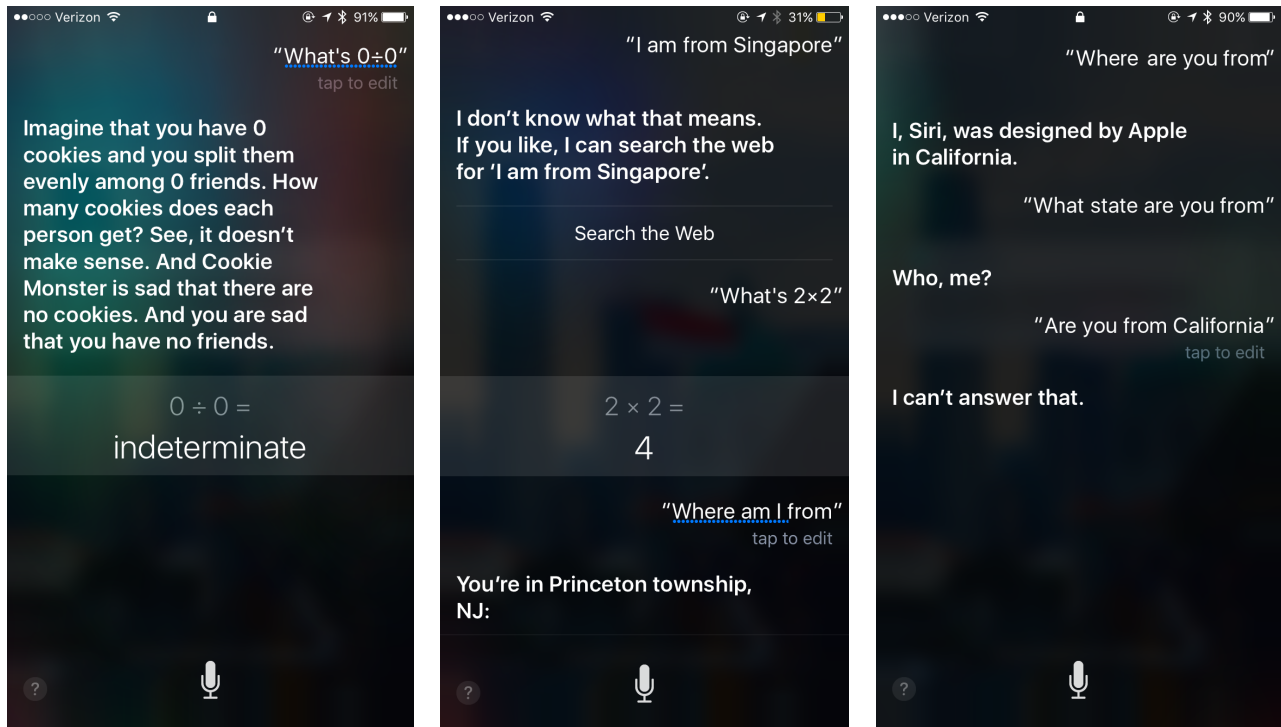 Verizon 91%
“What's 0÷0”
tap to edit
Imagine that you have 0
cookies and you split them
evenly among 0 friends. How
many cookies does each
person get? See, it doesn’t
make sense. And Cookie
Monster is sad that there are
no cookies. And you are sad
that you have no friends.
0 ÷ 0 =
indeterminate
?
Verizon 31%
“I am from Singapore”
I don’t know what that means.
If you like, I can search the web
for ‘I am from Singapore’.
Search the Web
“What's 2×2”
2 × 2 =
4
“Where am I from”
tap to edit
You’re in Princeton township,
NJ:
?
Verizon 90%
“Where are you from“
I, Siri, was designed by Apple
in California.
“What state are you from”
Who, me?
“Are you from California”
tap to edit
I can’t answer that.
?